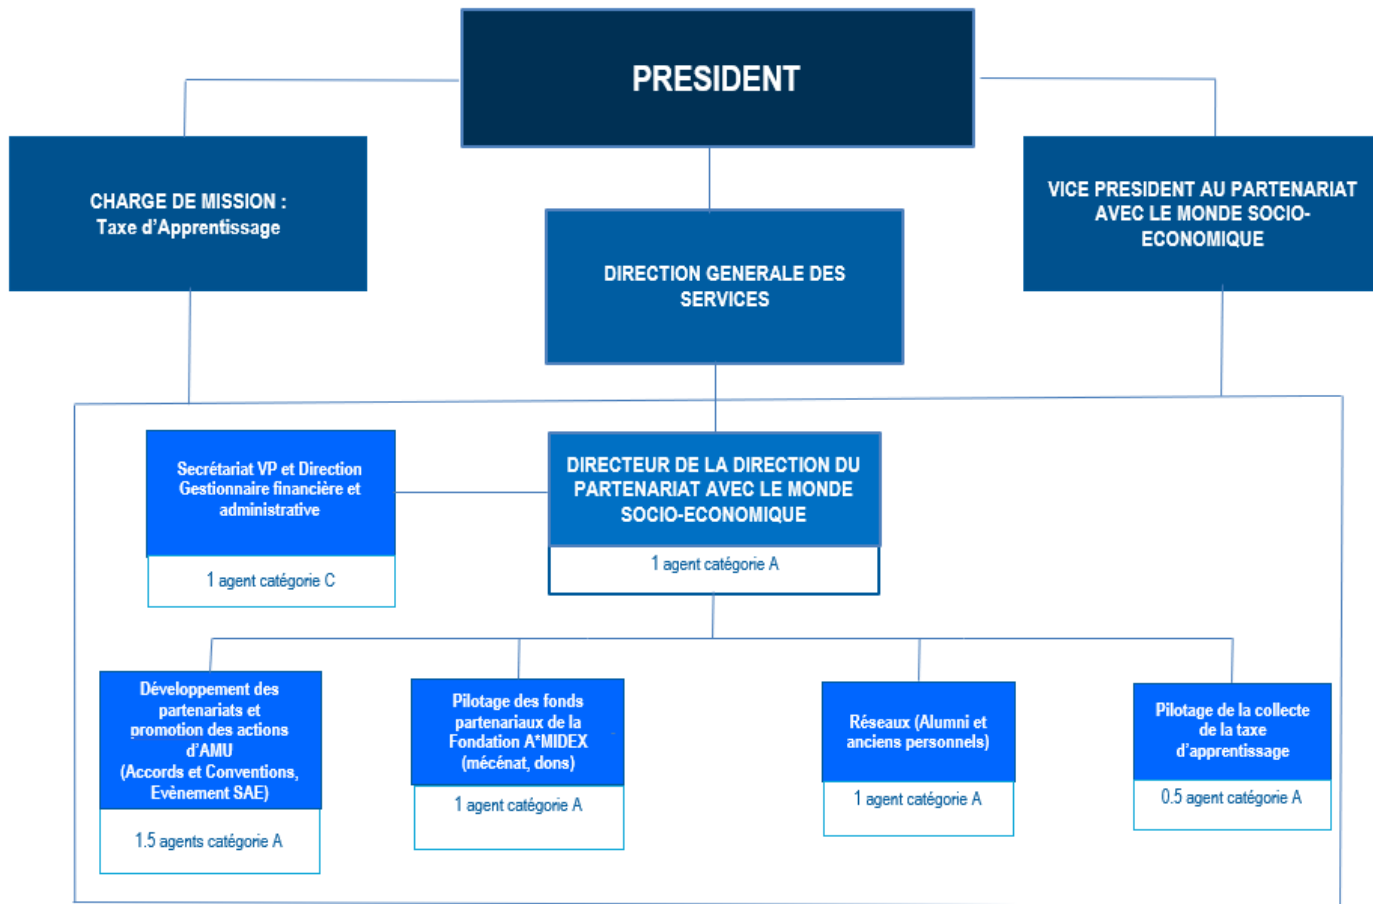 PRESIDENT
CHARGE DE MISSION :
Taxe d’Apprentissage
VICE PRESIDENT AU PARTENARIAT
AVEC LE MONDE SOCIO-
ECONOMIQUE
DIRECTION GENERALE DES
SERVICES
Secrétariat VP et Direction
Gestionnaire financière et
administrative
1 agent catégorie C
DIRECTEUR DE LA DIRECTION DU
PARTENARIAT AVEC LE MONDE
SOCIO-ECONOMIQUE
1 agent catégorie A
Développement des
partenariats et
promotion des actions
d’AMU
(Accords et Conventions,
Evènement SAE)
1.5 agents catégorie A
Pilotage des fonds
partenariaux de la
Fondation A*MIDEX
(mécénat, dons)
1 agent catégorie A
Réseaux (Alumni et
anciens personnels)
1 agent catégorie A
Pilotage de la collecte
de la taxe
d’apprentissage
0.5 agent catégorie A